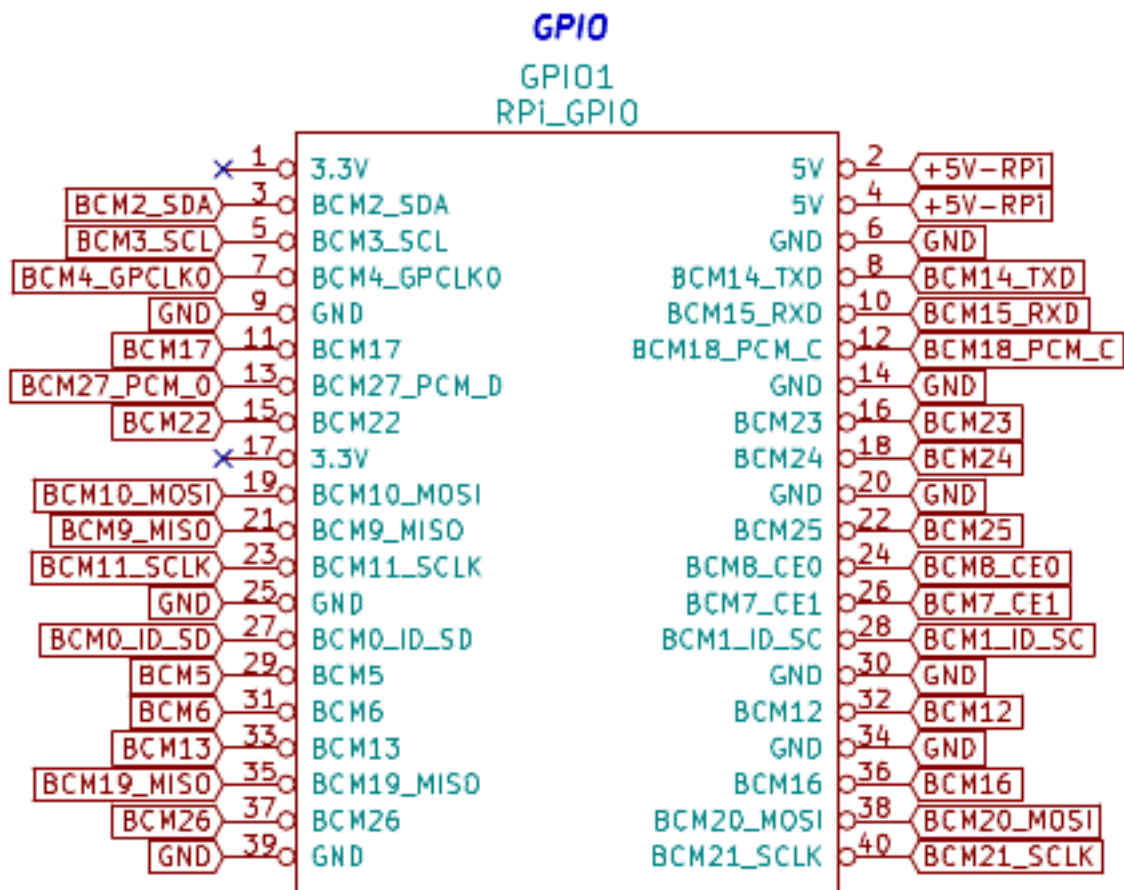 GPIO
GPIO1
RPi_GPIO
1 3.3V 5V 2 +5V-RPi
BCM2_SDA 3 BCM2_SDA 5V 4 +5V-RPi
BCM3_SCL 5 BCM3_SCL GND 6 GND
BCM4_GPCLK0 7 BCM4_GPCLK0 BCM14_TXD 8 BCM14_TXD
GND 9 GND BCM15_RXD 10 BCM15_RXD
BCM17 11 BCM17 BCM18_PCM_C 12 BCM18_PCM_C
BCM27_PCM_0 13 BCM27_PCM_D GND 14 GND
BCM22 15 BCM22 BCM23 16 BCM23
17 3.3V BCM24 18 BCM24
BCM10_MOSI 19 BCM10_MOSI GND 20 GND
BCM9_MISO 21 BCM9_MISO BCM25 22 BCM25
BCM11_SCLK 23 BCM11_SCLK BCM8_CE0 24 BCM8_CE0
GND 25 GND BCM7_CE1 26 BCM7_CE1
BCM0_ID_SD 27 BCM0_ID_SD BCM1_ID_SC 28 BCM1_ID_SC
BCM5 29 BCM5 GND 30 GND
BCM6 31 BCM6 BCM12 32 BCM12
BCM13 33 BCM13 GND 34 GND
BCM19_MISO 35 BCM19_MISO BCM16 36 BCM16
BCM26 37 BCM26 BCM20_MOSI 38 BCM20_MOSI
GND 39 GND BCM21_SCLK 40 BCM21_SCLK